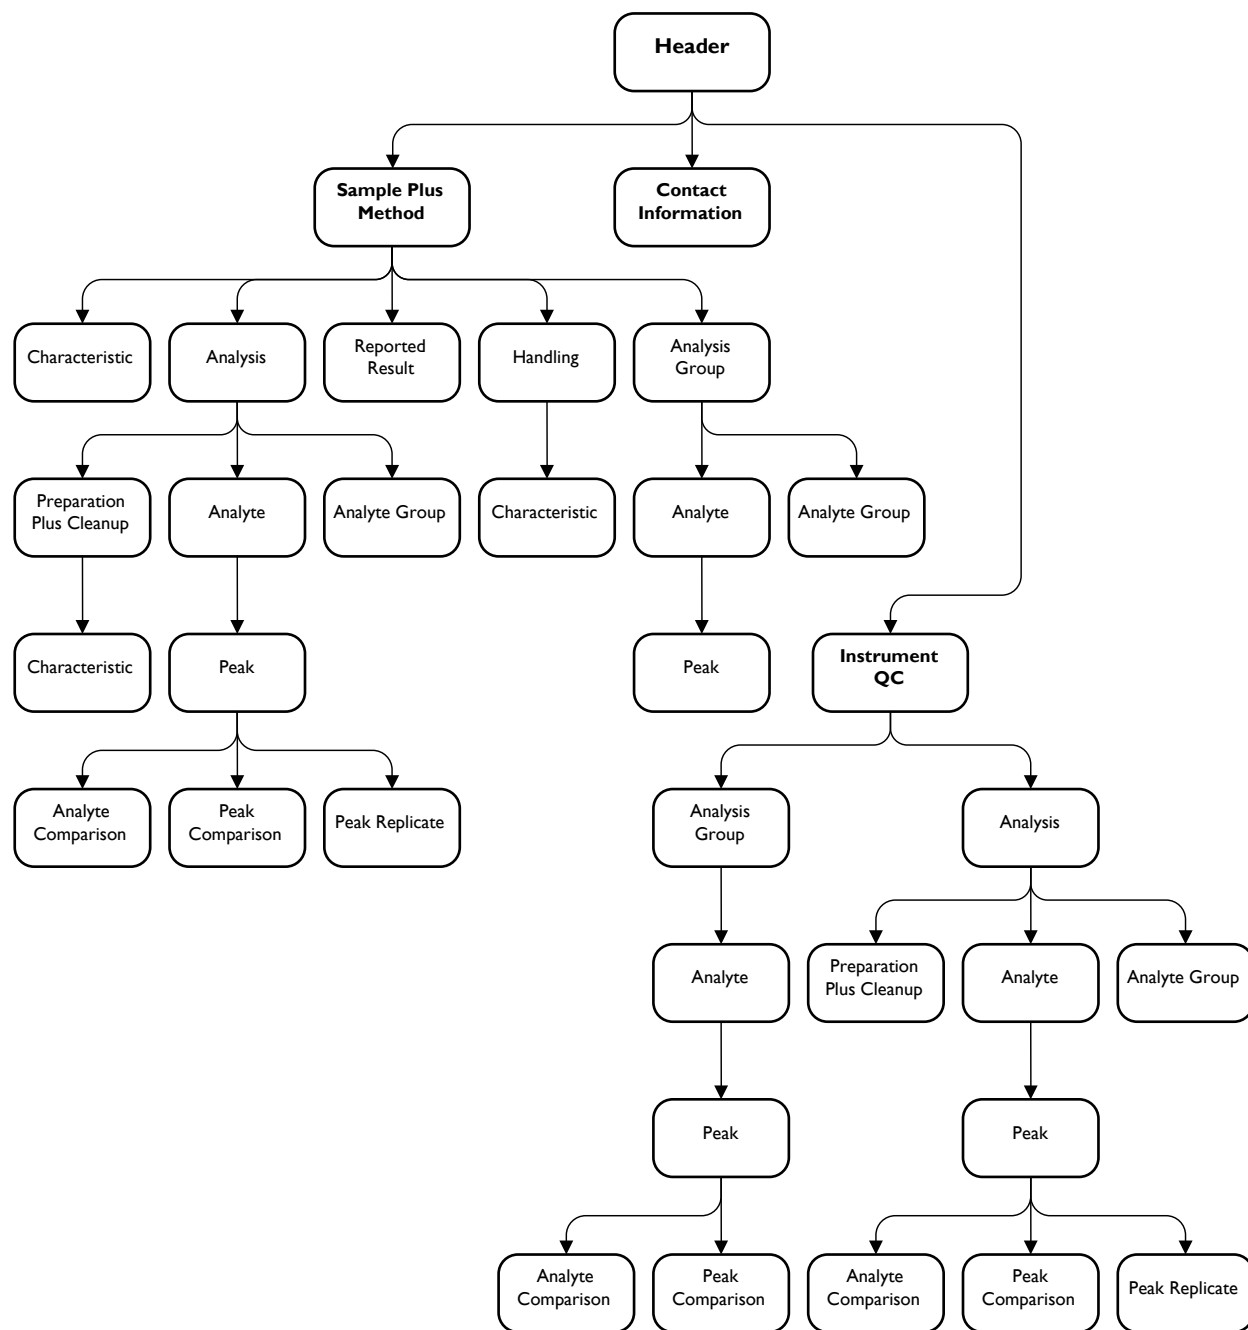 Header
Sample Plus
Method
Contact
Information
Characteristic
Analysis
Reported
Result
Handling
Analysis
Group
Preparation
Plus Cleanup
Analyte
Analyte Group
Characteristic
Analyte
Analyte Group
Characteristic
Peak
Peak
Instrument
QC
Analyte
Comparison
Peak
Comparison
Peak Replicate
Analysis
Group
Analysis
Analyte
Preparation
Plus Cleanup
Analyte
Analyte Group
Peak
Peak
Analyte
Comparison
Peak
Comparison
Analyte
Comparison
Peak
Comparison
Peak Replicate